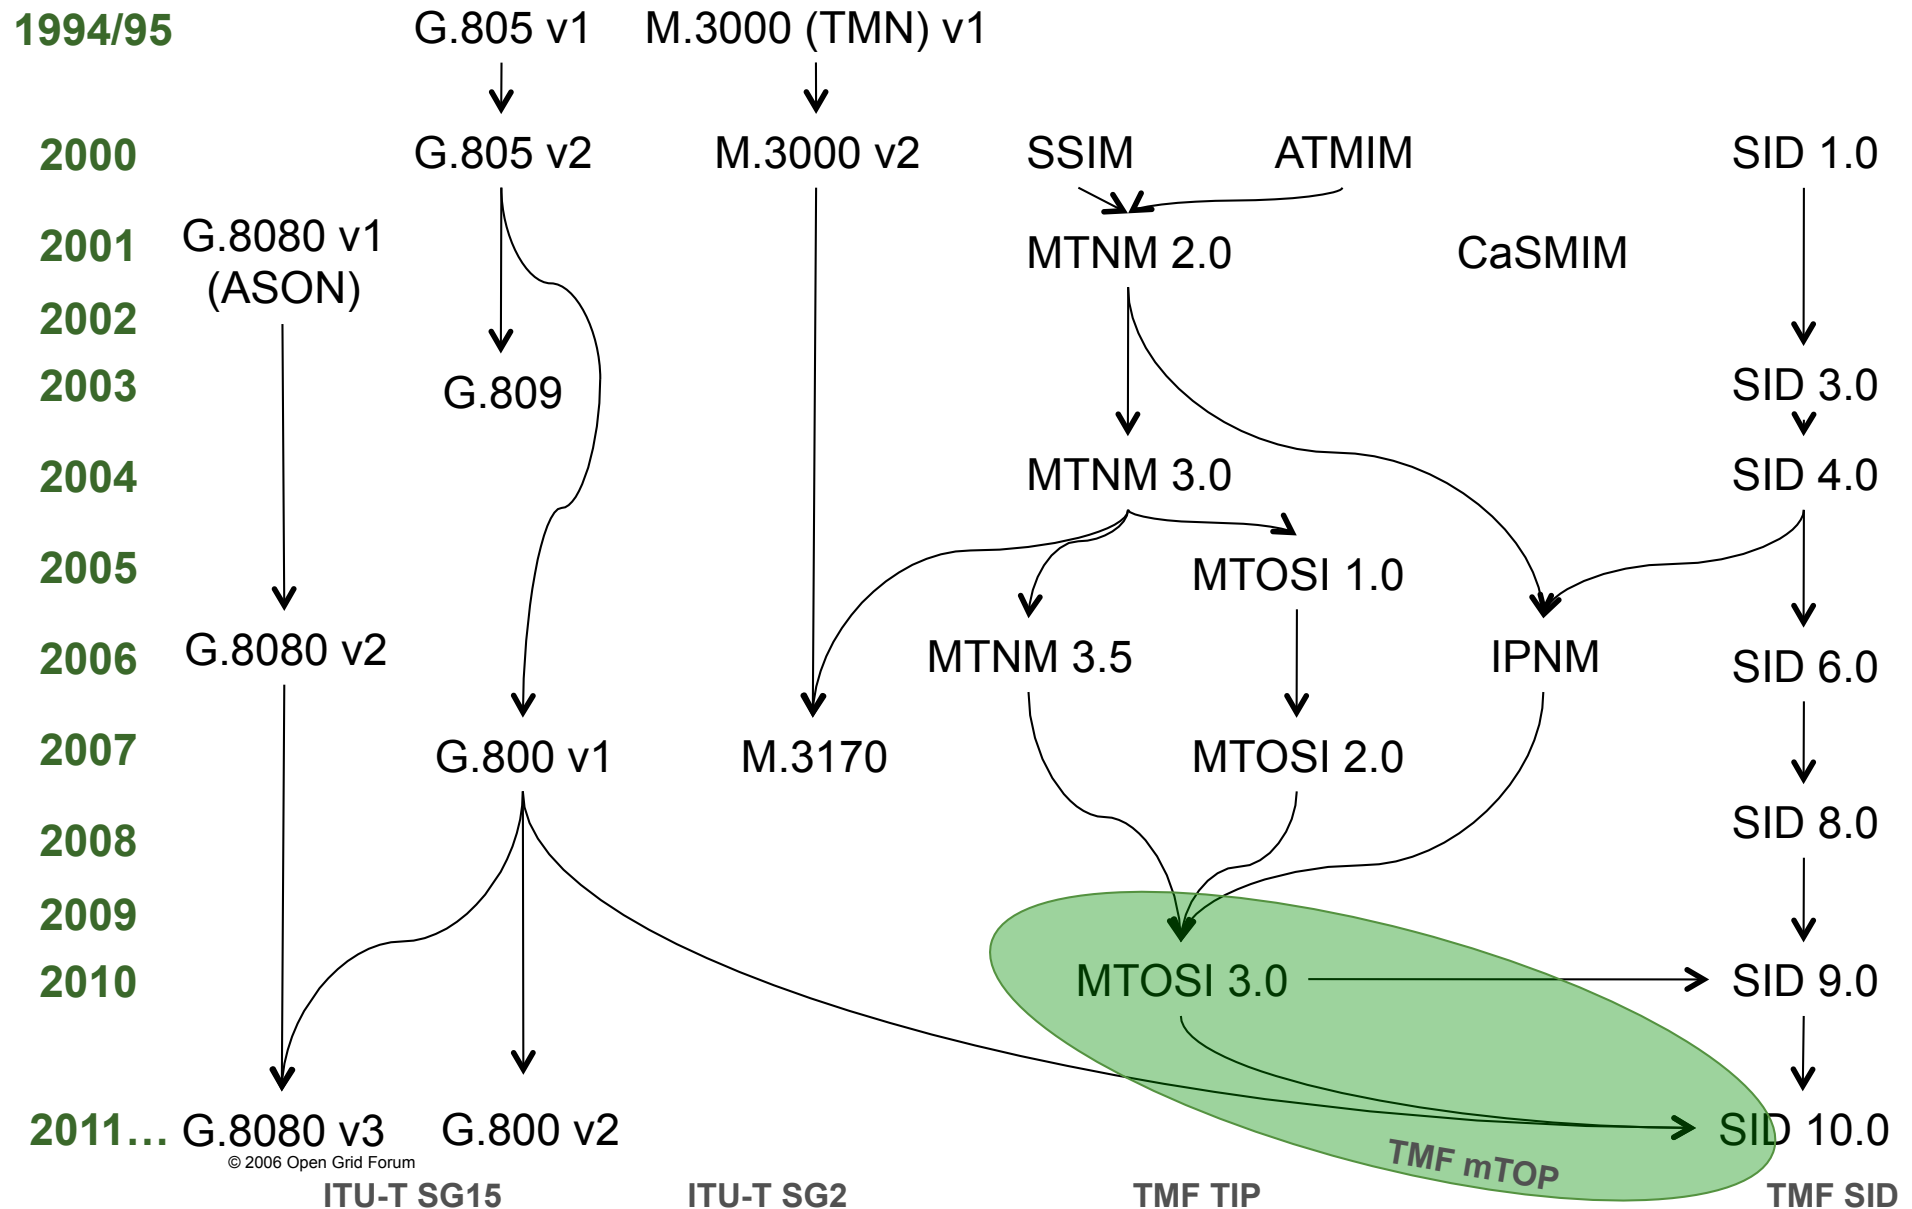 1994/95 G.805 v1 M.3000 (TMN) v1
2000 G.805 v2 M.3000 v2 SSIM ATMIM SID 1.0
2001 G.8080 v1 MTNM 2.0 CaSMIM
(ASON)
2002
2003 G.809 SID 3.0
2004 MTNM 3.0 SID 4.0
2005 MTOSI 1.0
2006 G.8080 v2 MTNM 3.5 IPNM SID 6.0
2007 G.800 v1 M.3170 MTOSI 2.0
2008 SID 8.0
2009
2010 MTOSI 3.0 SID 9.0
2011… G.8080 v3 G.800 v2 SID 10.0
© 2006 Open Grid Forum
TMF mTOP
ITU-T SG15 ITU-T SG2 TMF TIP TMF SID